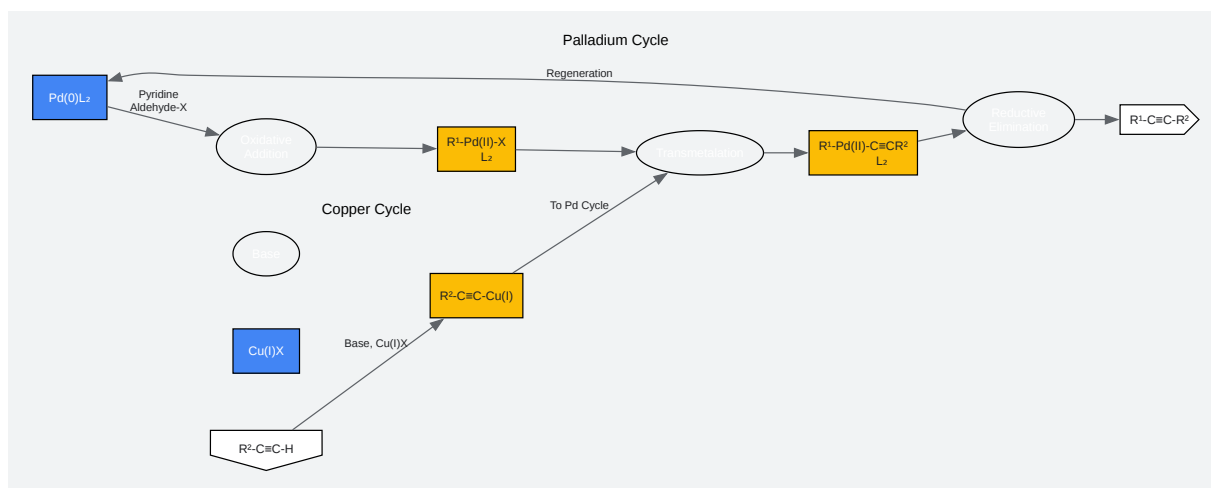 Palladium Cycle
Regeneration
Pd(0)L₂
Pyridine
Aldehyde-X
Oxidative
Addition
R¹-Pd(II)-X
L₂
Transmetalation
R¹-Pd(II)-C≡CR²
L₂
Reductive
Elimination
R¹-C≡C-R²
Copper Cycle
To Pd Cycle
Base
R²-C≡C-Cu(I)
Base, Cu(I)X
Cu(I)X
R²-C≡C-H